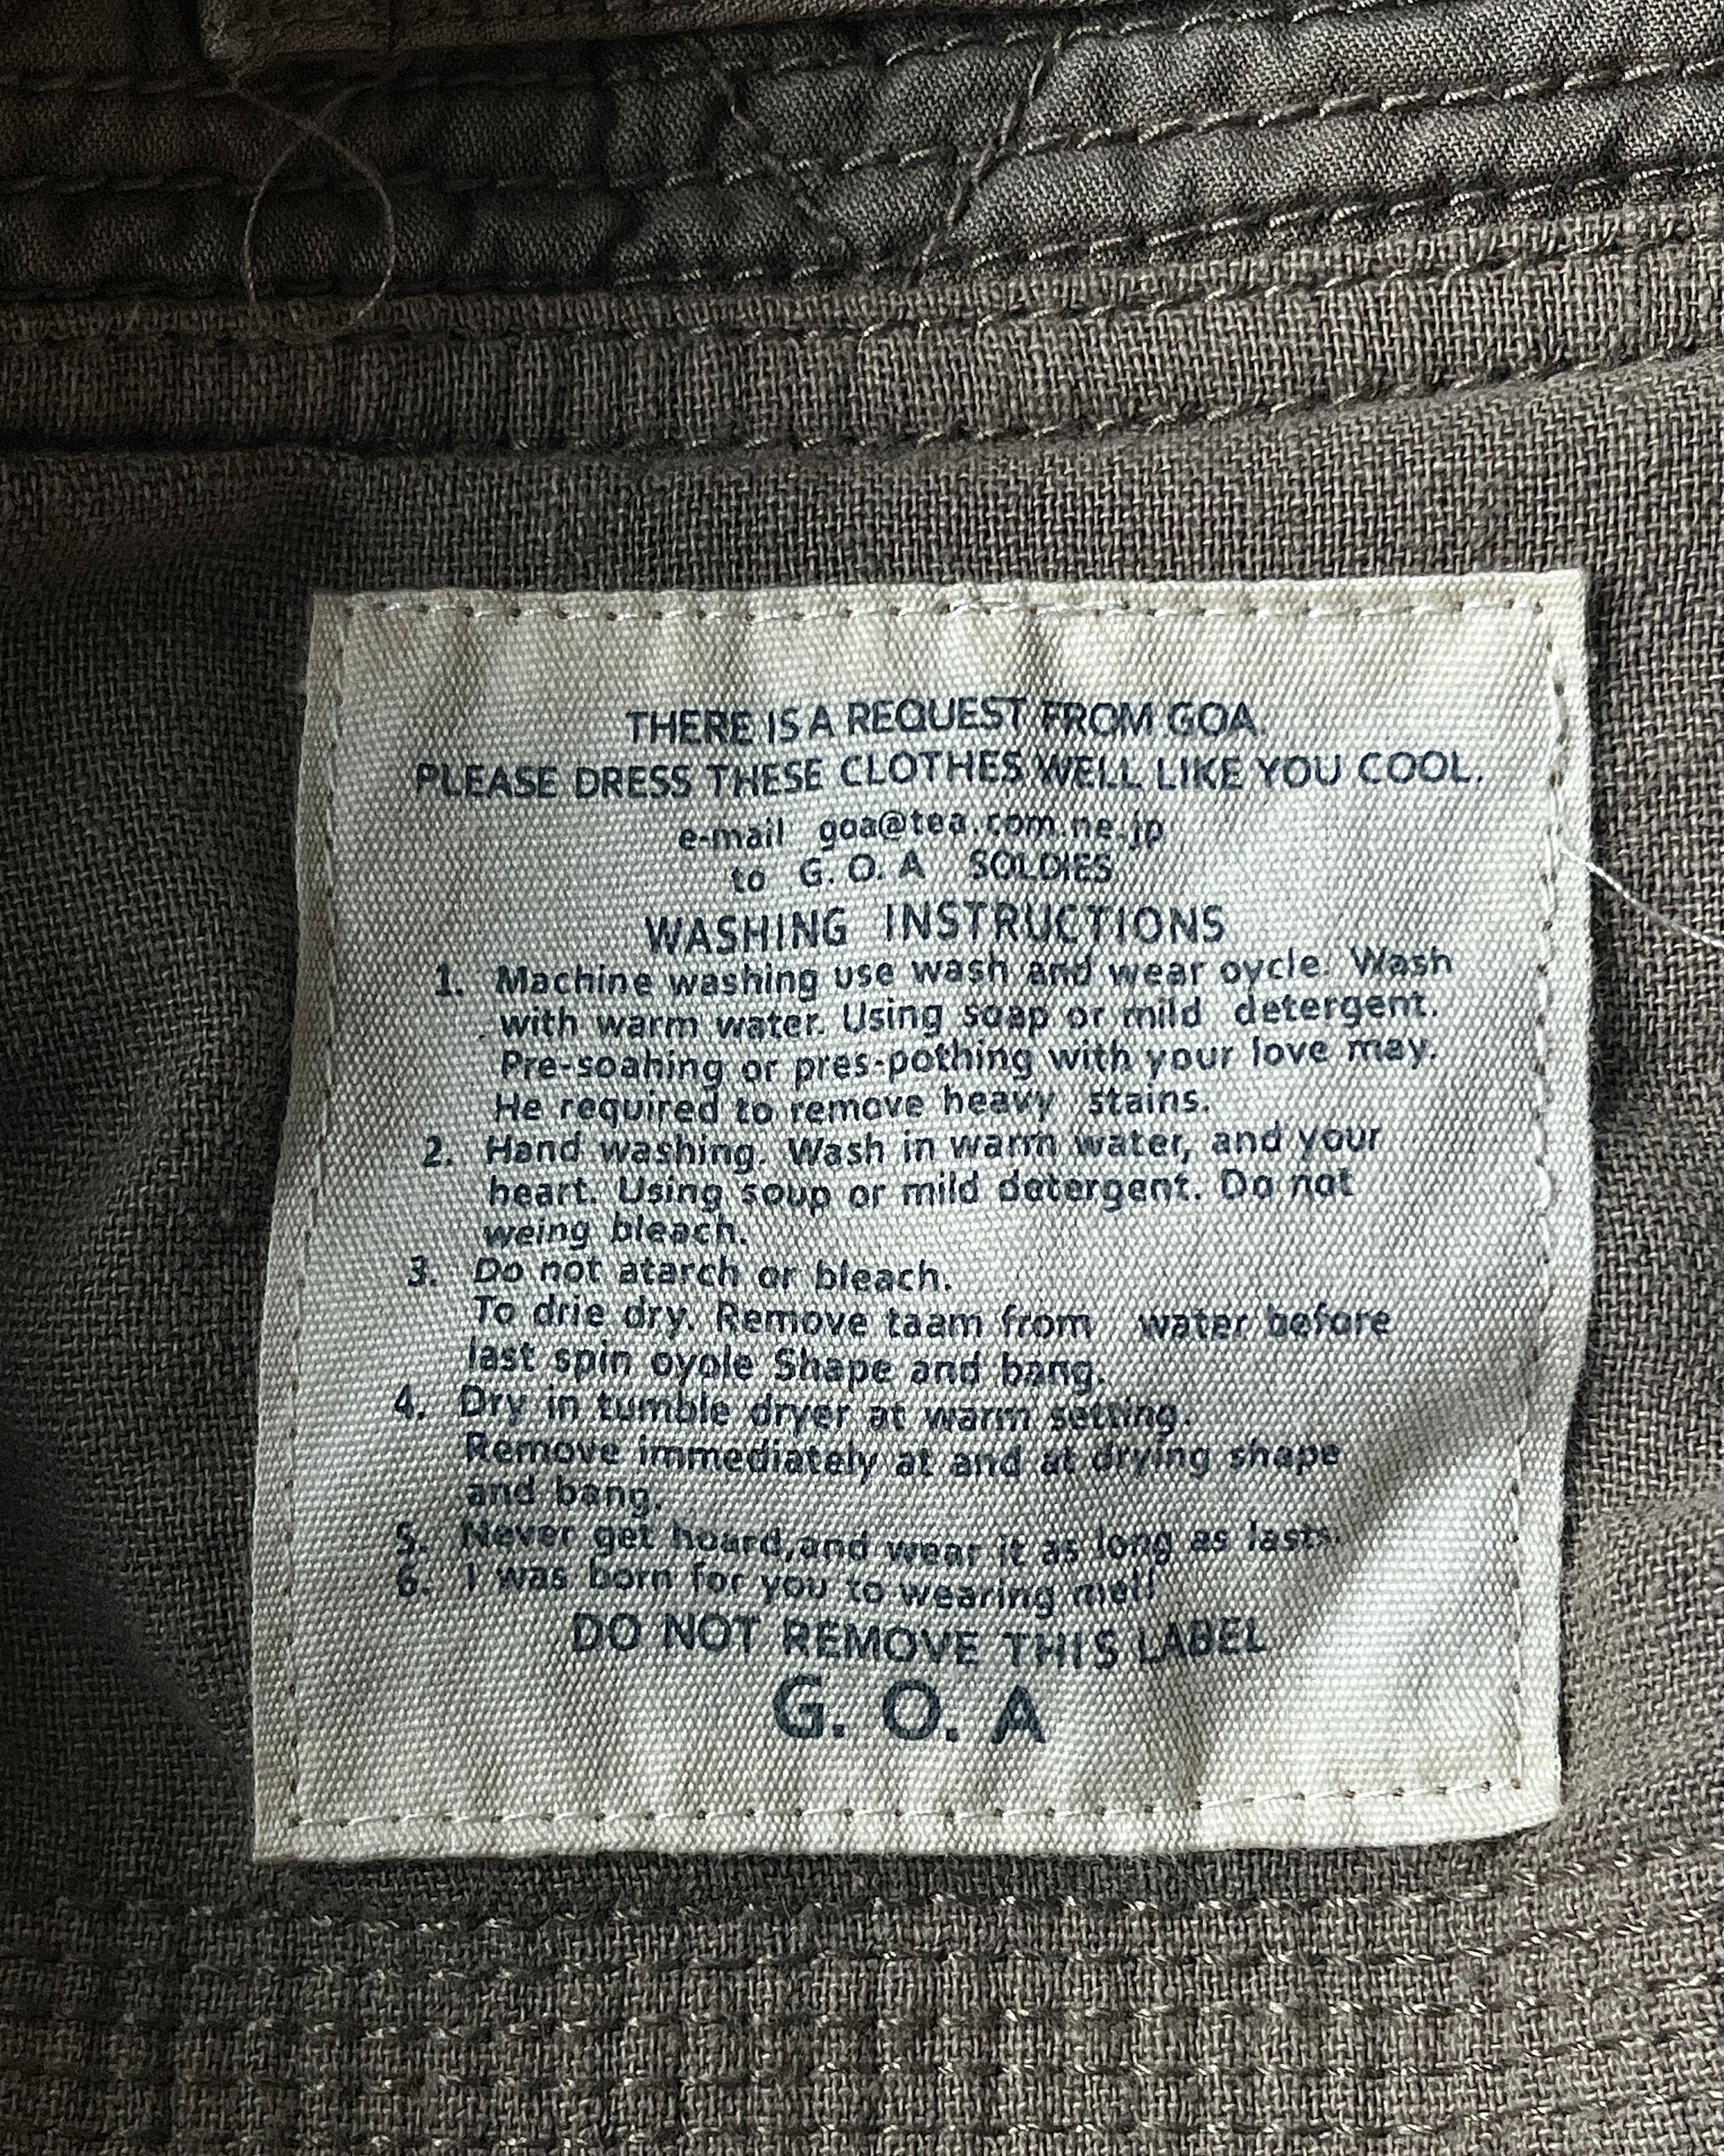 THERE IS A REQUEST FROM GOA.
PLEASE DRESS THESE CLOTHES WELL LIKE YOU COOL.
e-mail goa@tea.com.ne.jp
to G. O. A SOLDIES
WASHING INSTRUCTIONS
1. Machine washing use wash and wear oycle. Wash
with warm water. Using soap or mild detergent.
Pre-soahing or pres-pothing with your love may.
He required to remove heavy stains.
2. Hand washing. Wash in warm water, and your
heart. Using soup or mild detergent. Do not
weing bleach.
3. Do not atarch or bleach.
To drie dry. Remove taam from water before
last spin oyole Shape and bang.
4. Dry in tumble dryer at warm setting.
Remove immediately at and at drying shape
and bang.
5. Never get hoard,and wear it as long as lasts.
6. I was born for you to wearing me!!
DO NOT REMOVE THIS LABEL
G. O. A